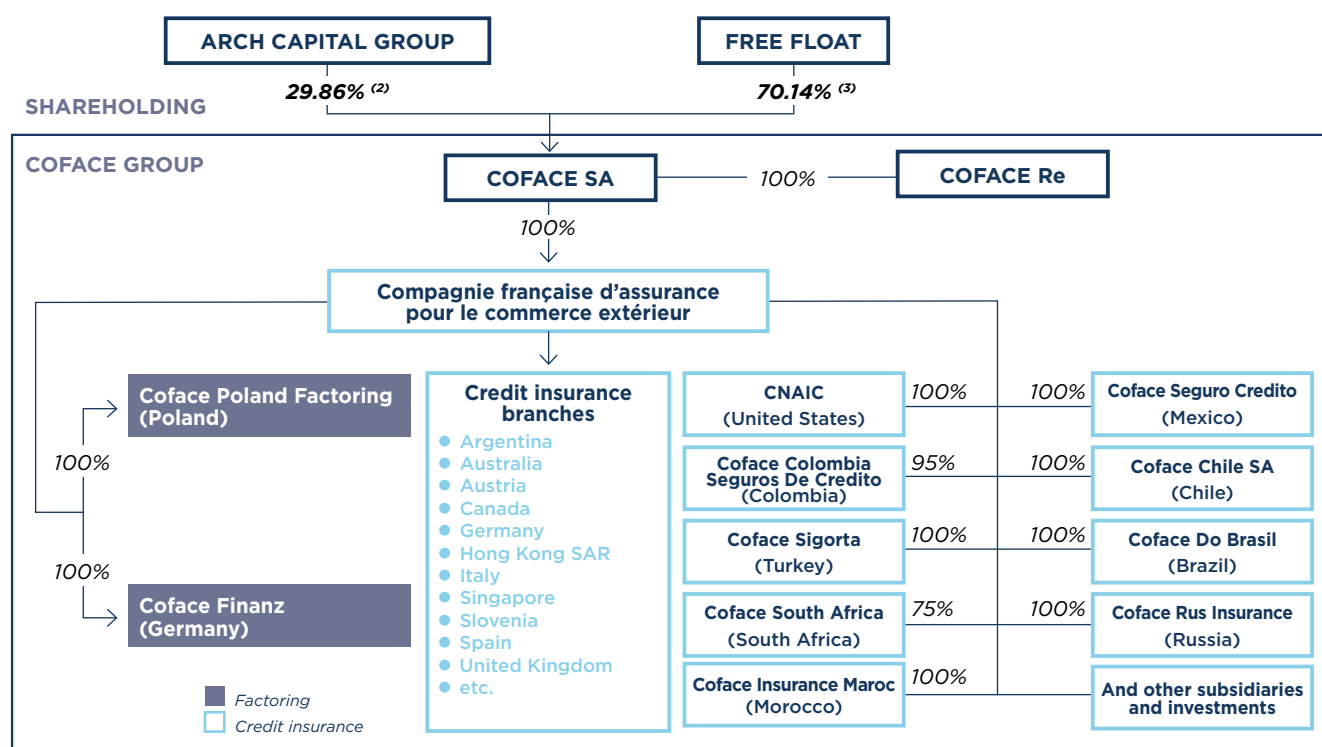 ARCH CAPITAL GROUP
FREE FLOAT
29.86% (2)
70.14% (3)
SHAREHOLDING
COFACE GROUP
COFACE SA
100%
COFACE Re
100%
Compagnie française d’assurance
pour le commerce extérieur
Coface Poland Factoring
(Poland)
100%
100%
Coface Finanz
(Germany)
Credit insurance
branches
● Argentina
● Australia
● Austria
● Canada
● Germany
● Hong Kong SAR
● Italy
● Singapore
● Slovenia
● Spain
● United Kingdom
● etc.
CNAIC
(United States)
100%
100%
Coface Seguro Credito
(Mexico)
Coface Colombia
Seguros De Credito
(Colombia)
95%
100%
Coface Chile SA
(Chile)
Coface Sigorta
(Turkey)
100%
100%
Coface Do Brasil
(Brazil)
Coface South Africa
(South Africa)
75%
100%
Coface Rus Insurance
(Russia)
Coface Insurance Maroc
(Morocco)
100%
And other subsidiaries
and investments
Factoring
Credit insurance